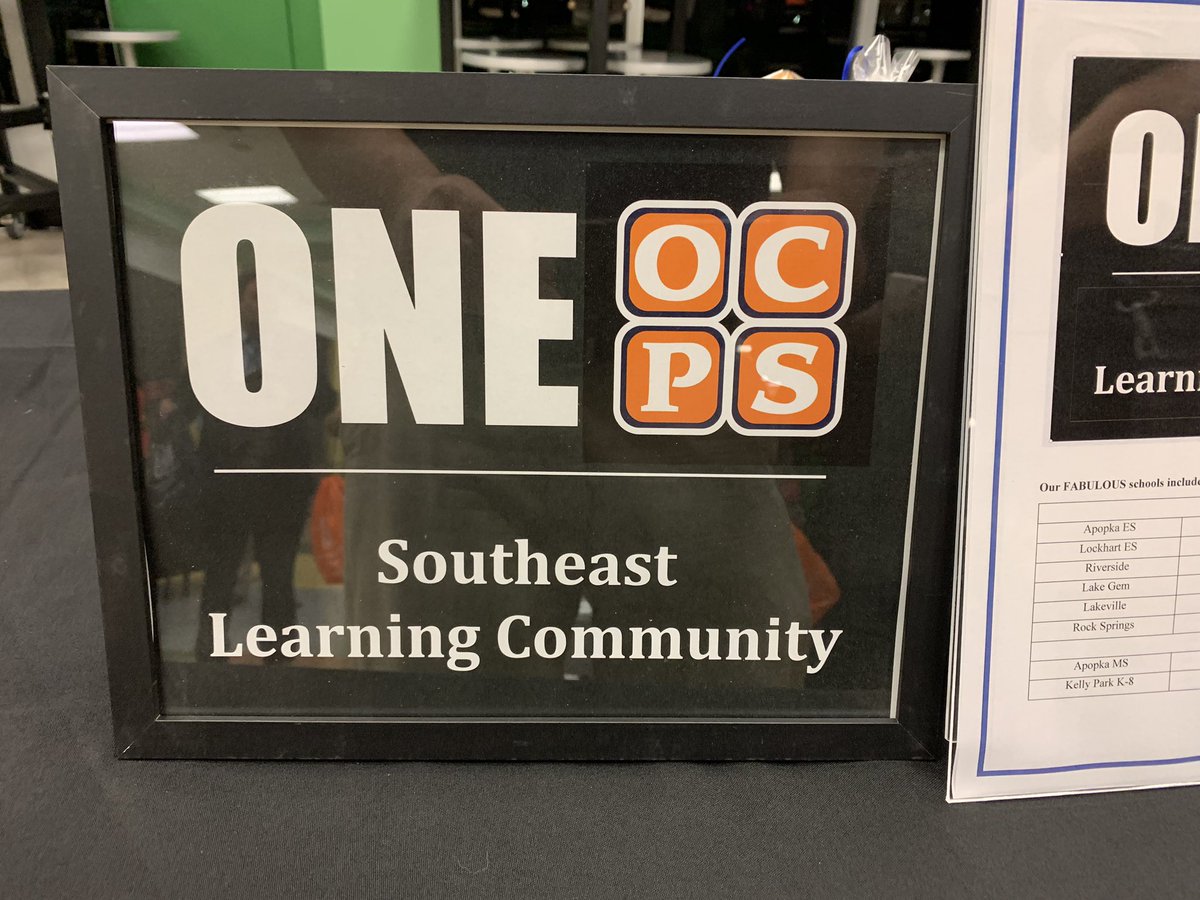 ONE OC
PS
Southeast
Learning Community
O
Learni
Our FABULOUS schools include
Apopka ES
Lockhart ES
Riverside
Lake Gem
Lakeville
Rock Springs
Apopka MS
Kelly Park K-8